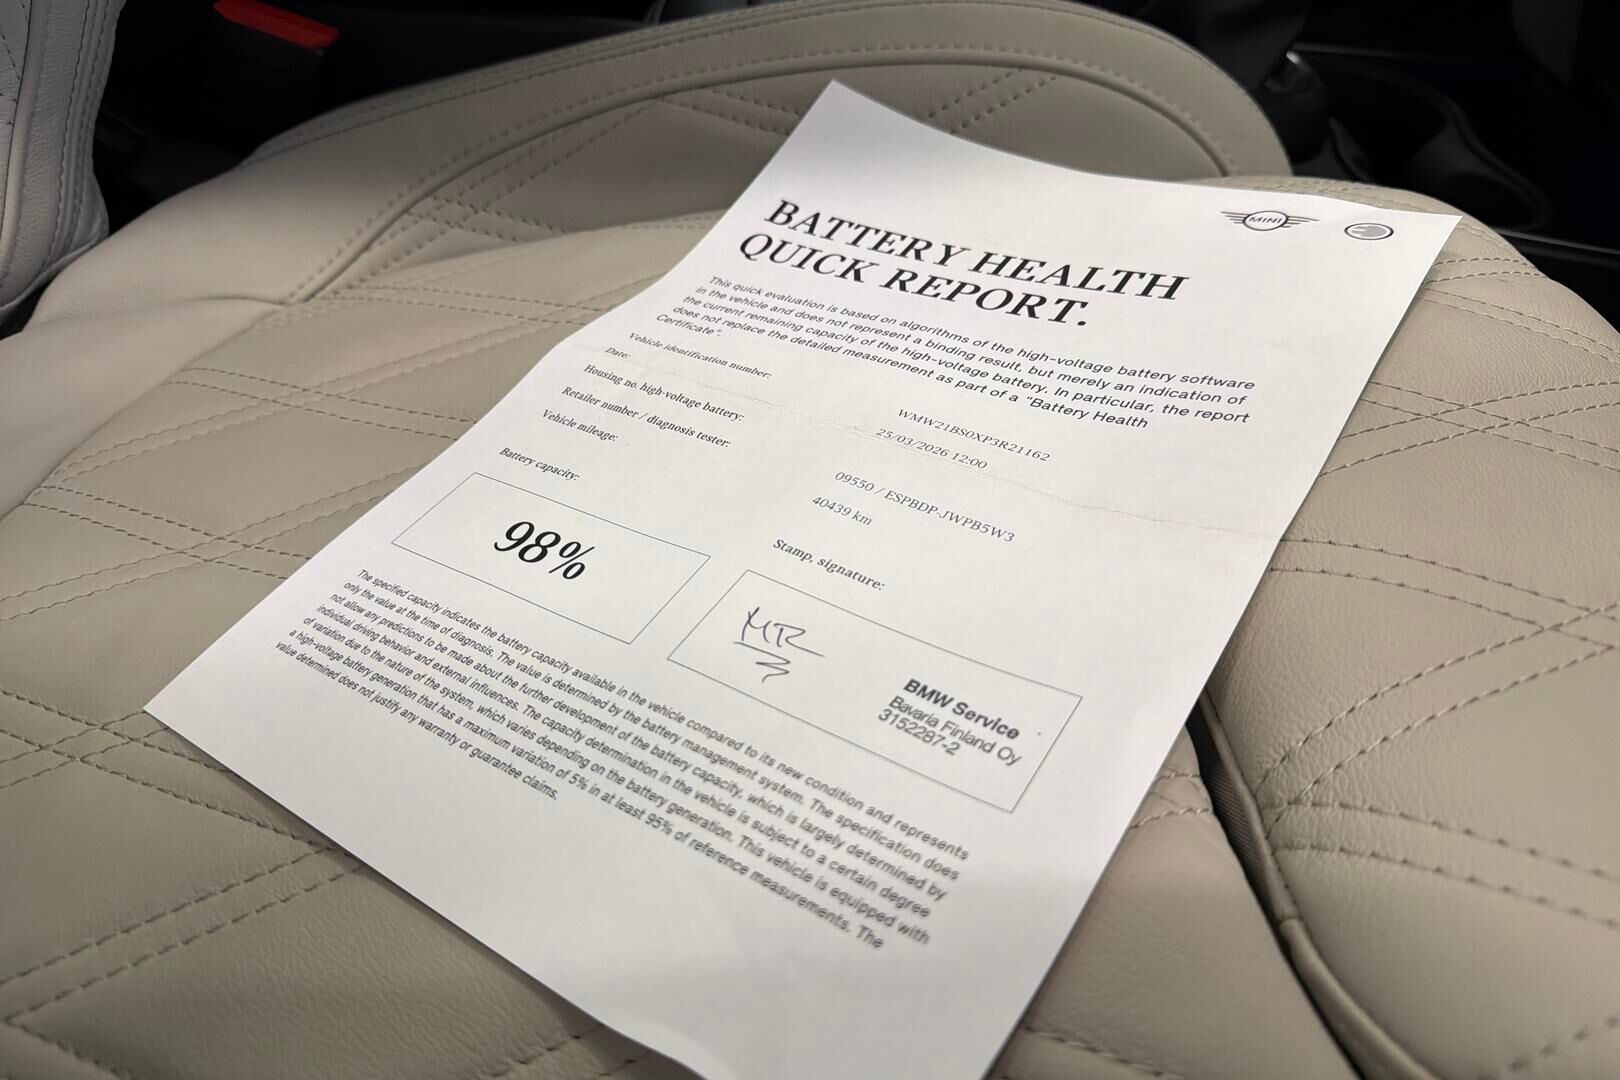 MINI
BATTERY HEALTH
QUICK REPORT.
This quick evaluation is based on algorithms of the high-voltage battery software
in the vehicle and does not represent a binding result, but merely an indication of
the current remaining capacity of the high-voltage battery. In particular, the report
does not replace the detailed measurement as part of a "Battery Health
Certificate".
Vehicle identification number:
WMW21BS0XP3R21162
Date:
25/03/2026 12:00
Housing no. high-voltage battery:
Retailer number / diagnosis tester:
09550 / ESPBDP-JWPB5W3
Vehicle mileage:
40439 km
Battery capacity:
98%
Stamp, signature:
BMW Service
Bavaria Finland Oy
3152287-2
The specified capacity indicates the battery capacity available in the vehicle compared to its new condition and represents
only the value at the time of diagnosis. The value is determined by the battery management system. The specification does
not allow any predictions to be made about the further development of the battery capacity, which is largely determined by
individual driving behavior and external influences. The capacity determination in the vehicle is subject to a certain degree
of variation due to the nature of the system, which varies depending on the battery generation. This vehicle is equipped with
a high-voltage battery generation that has a maximum variation of 5% in at least 95% of reference measurements. The
value determined does not justify any warranty or guarantee claims.